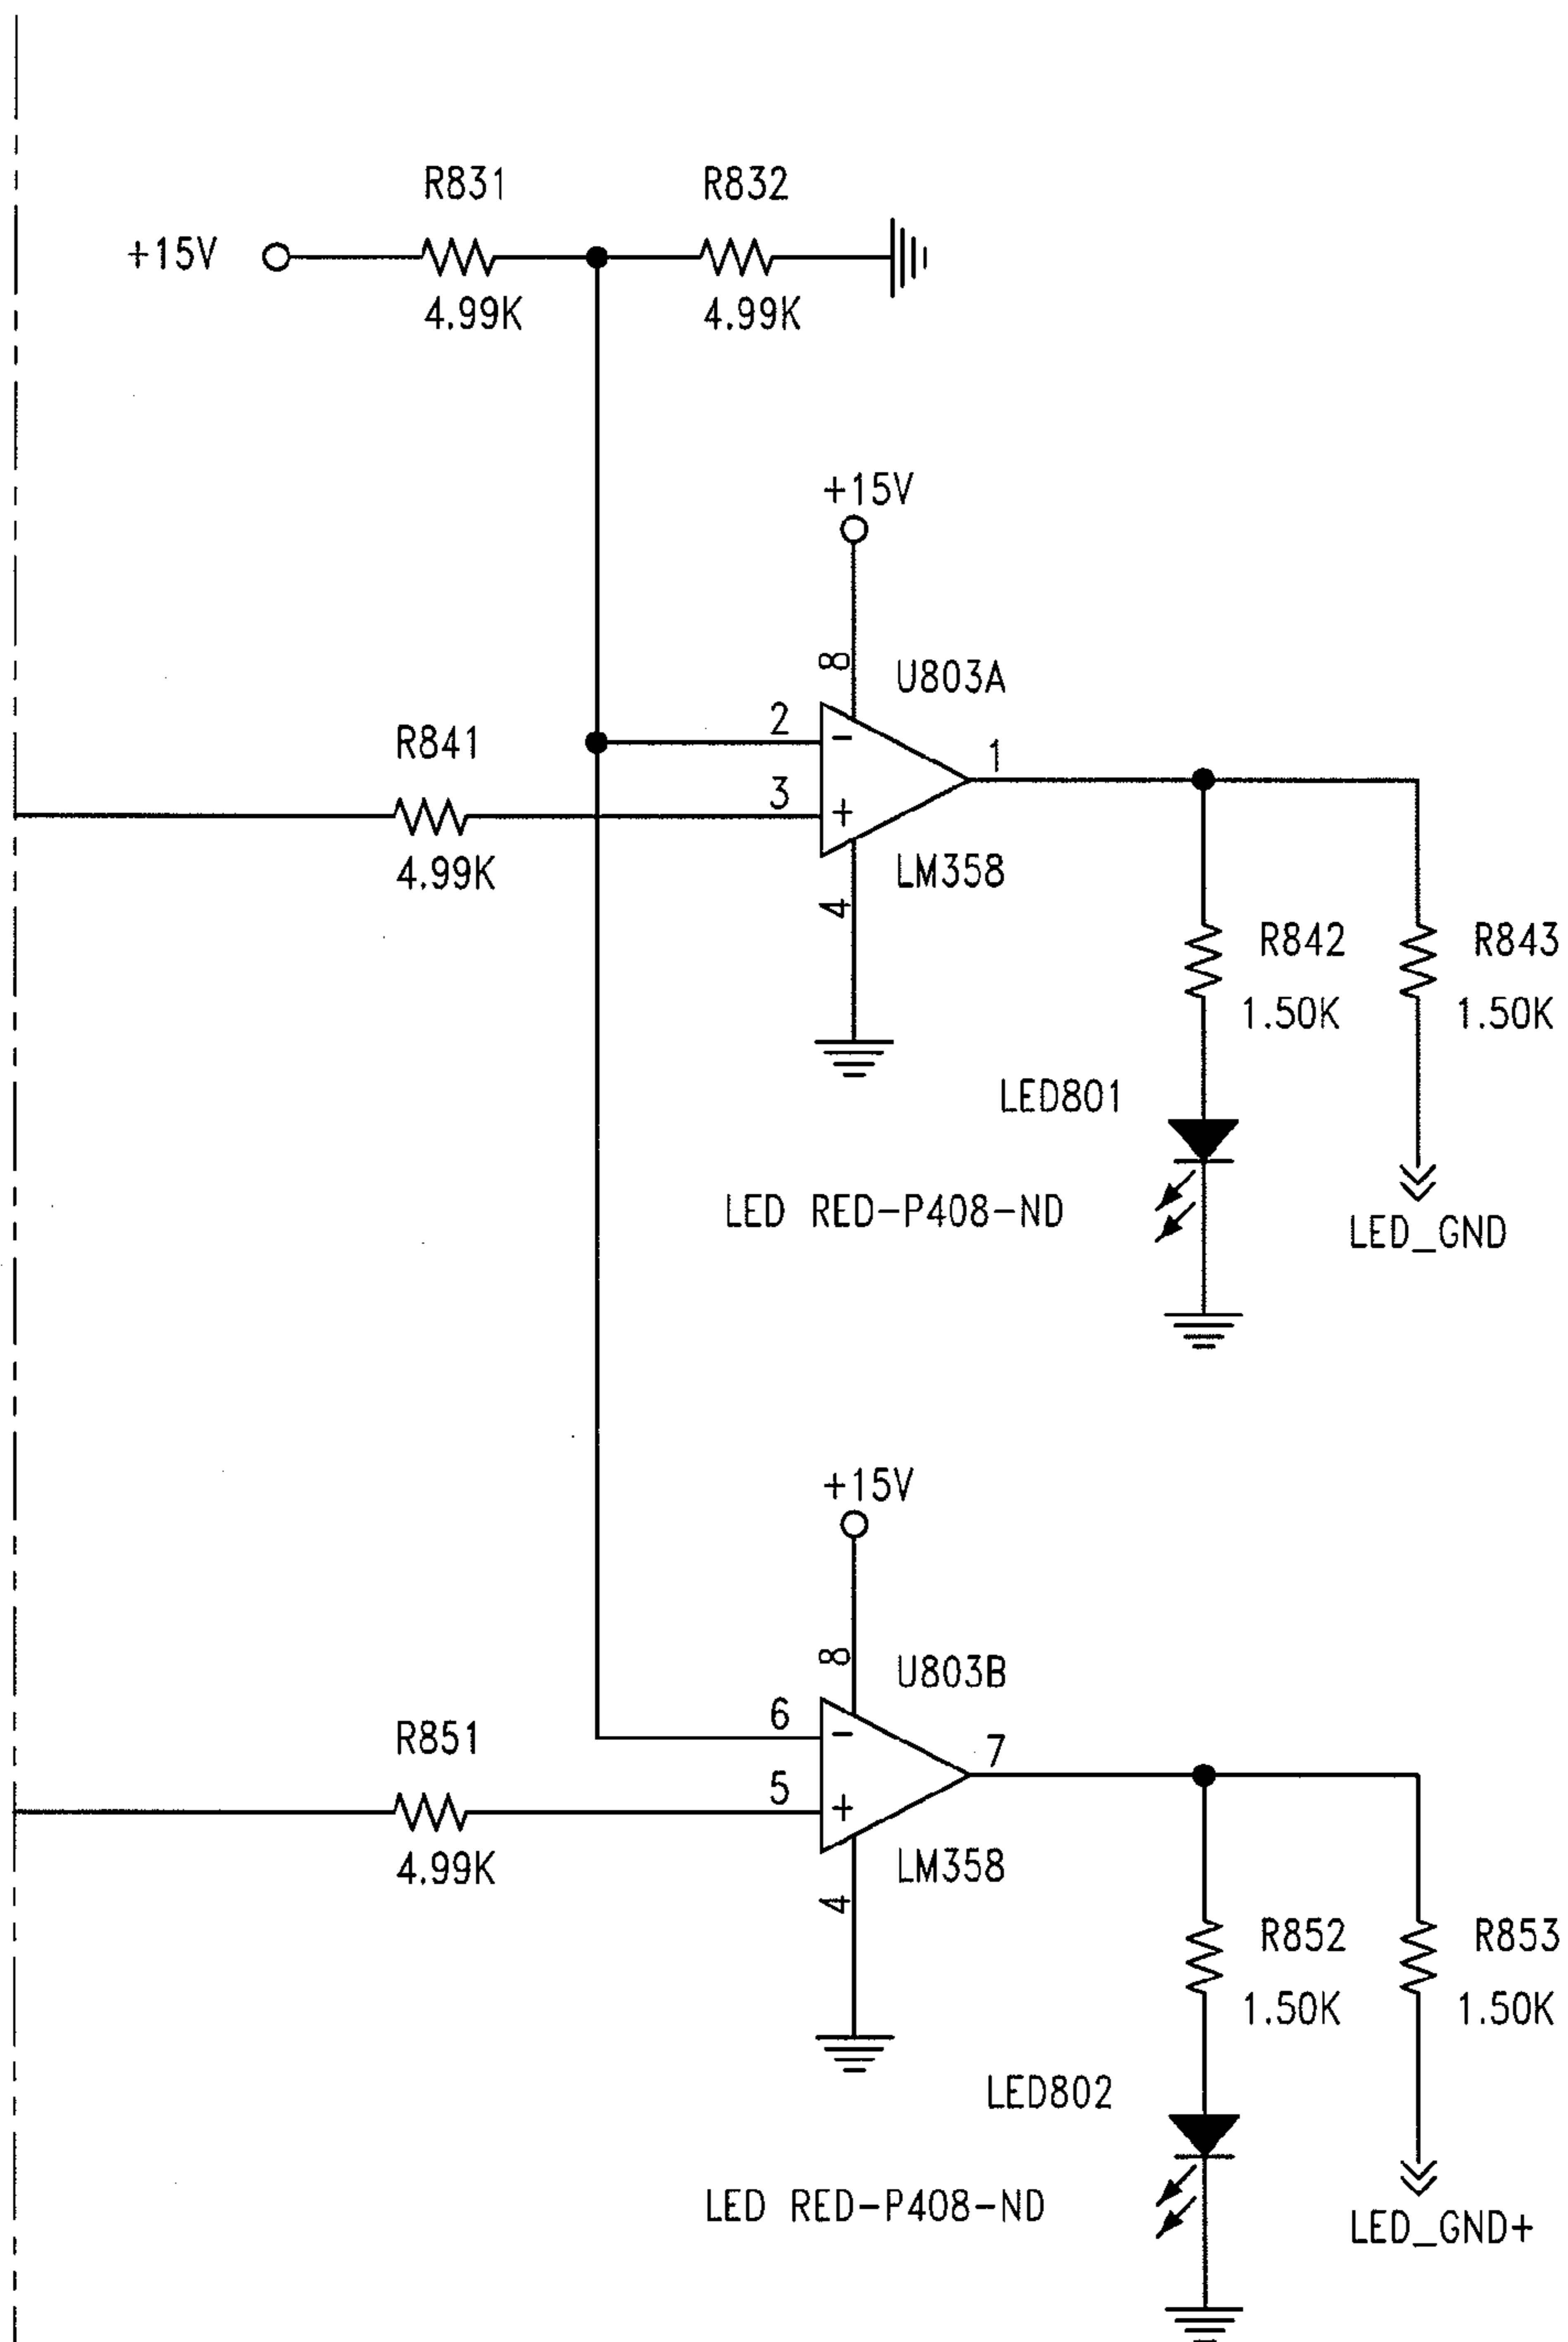 R831
R832
+15V
4.99K
4.99K
+15V
8
U803A
R841
2
-
1
3
+
4.99K
LM358
4
R842
R843
1.50K
1.50K
LED801
LED RED-P408-ND
LED_GND
+15V
8
U803B
R851
6
-
7
5
+
4.99K
LM358
4
R852
R853
1.50K
1.50K
LED802
LED RED-P408-ND
LED_GND+